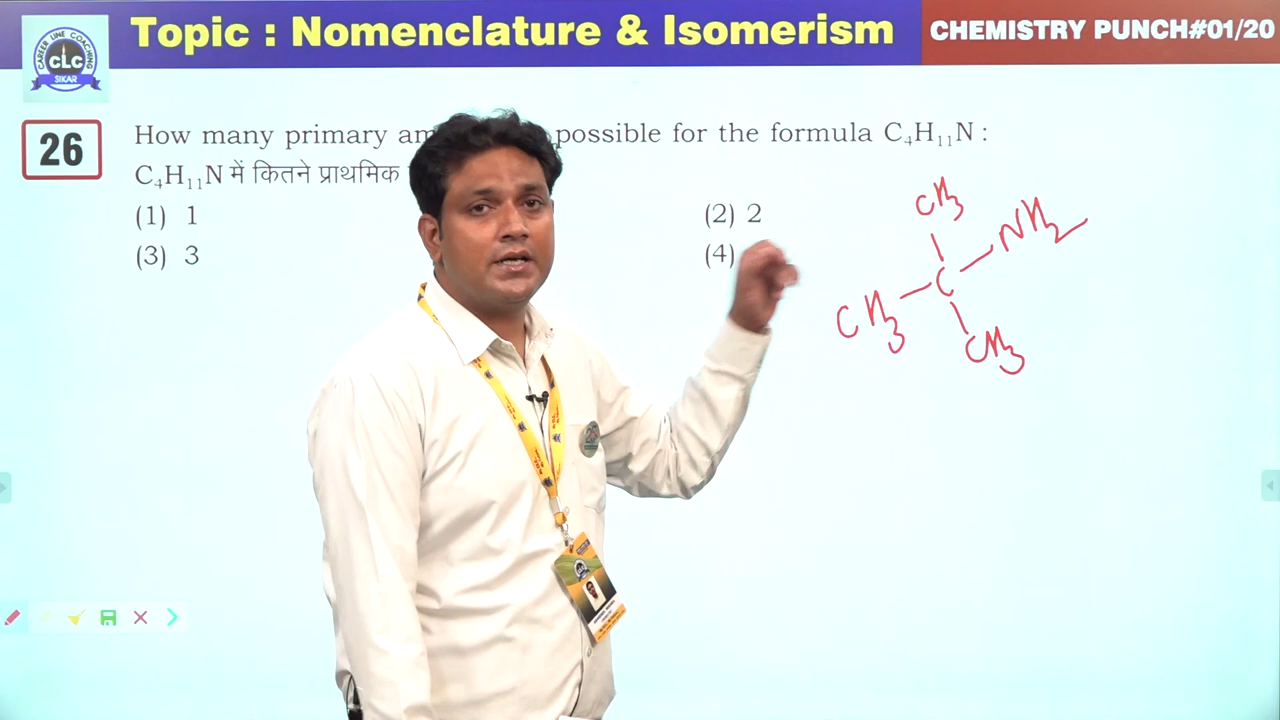 Topic : Nomenclature & Isomerism
CHEMISTRY PUNCH#01/20
CAREER LINE COACHING
CLC
SIKAR
26
How many primary am possible for the formula C₄H₁₁N :
C₄H₁₁N में कितने प्राथमिक
(1) 1
(2) 2
(3) 3
(4)
CH₃
NH₂
C
CH₃
CH₃